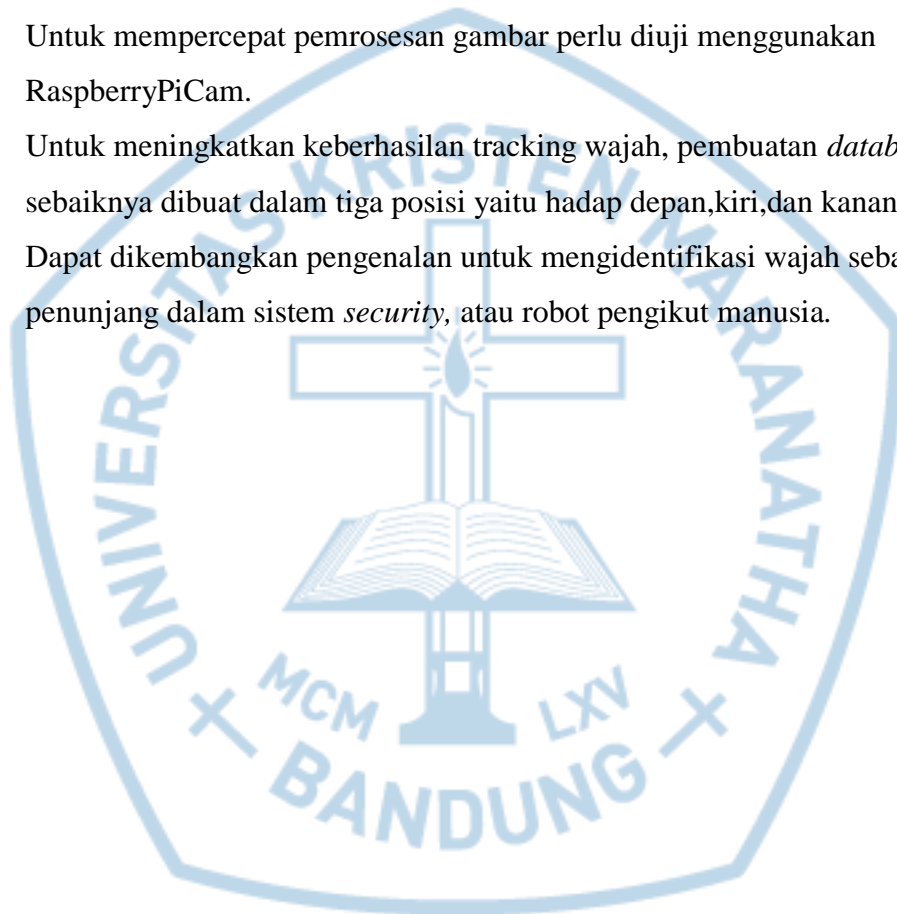 Untuk mempercepat pemrosesan gambar perlu diuji menggunakan
RaspberryPiCam.
Untuk meningkatkan keberhasilan tracking wajah, pembuatan datab
sebaiknya dibuat dalam tiga posisi yaitu hadap depan,kiri,dan kanan
Dapat dikembangkan pengenalan untuk mengidentifikasi wajah seba
penunjang dalam sistem security, atau robot pengikut manusia.
UNIVERSITAS KRISTEN MARANATHA
MCM LXV
BANDUNG